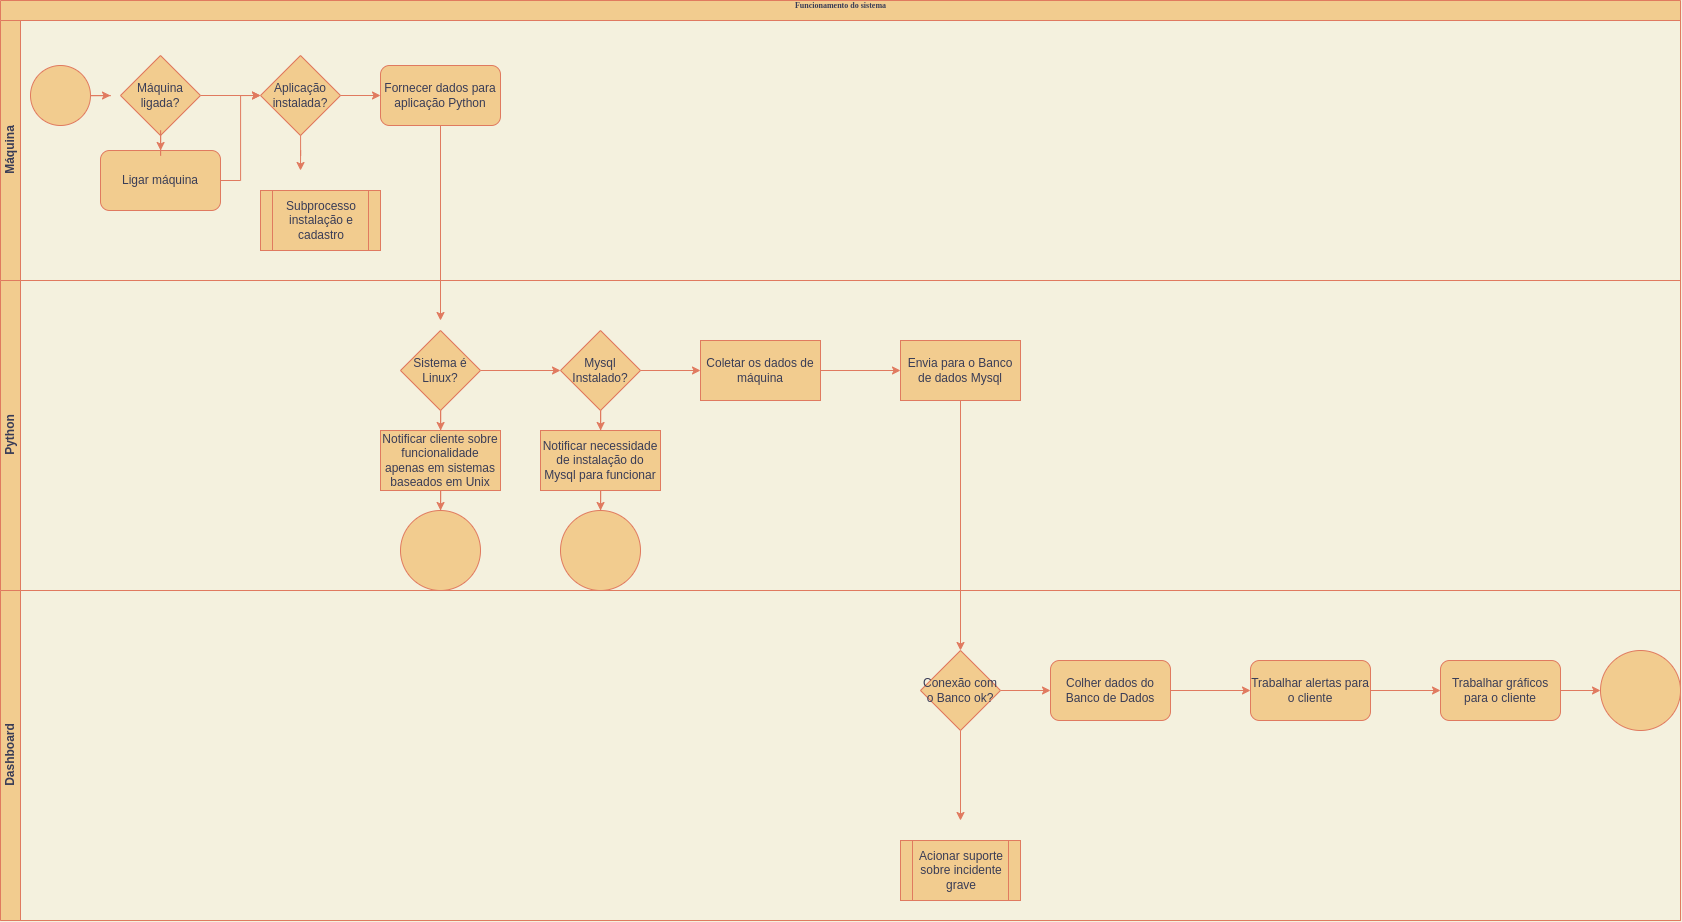 Funcionamento do sistema
Máquina
Máquina
ligada?
Aplicação
instalada?
Fornecer dados para
aplicação Python
Ligar máquina
Subprocesso
instalação e
cadastro
Python
Sistema é
Linux?
Mysql
Instalado?
Coletar os dados de
máquina
Envia para o Banco
de dados Mysql
Notificar cliente sobre
funcionalidade
apenas em sistemas
baseados em Unix
Notificar necessidade
de instalação do
Mysql para funcionar
Dashboard
Conexão com
o Banco ok?
Colher dados do
Banco de Dados
Trabalhar alertas para
o cliente
Trabalhar gráficos
para o cliente
Acionar suporte
sobre incidente
grave